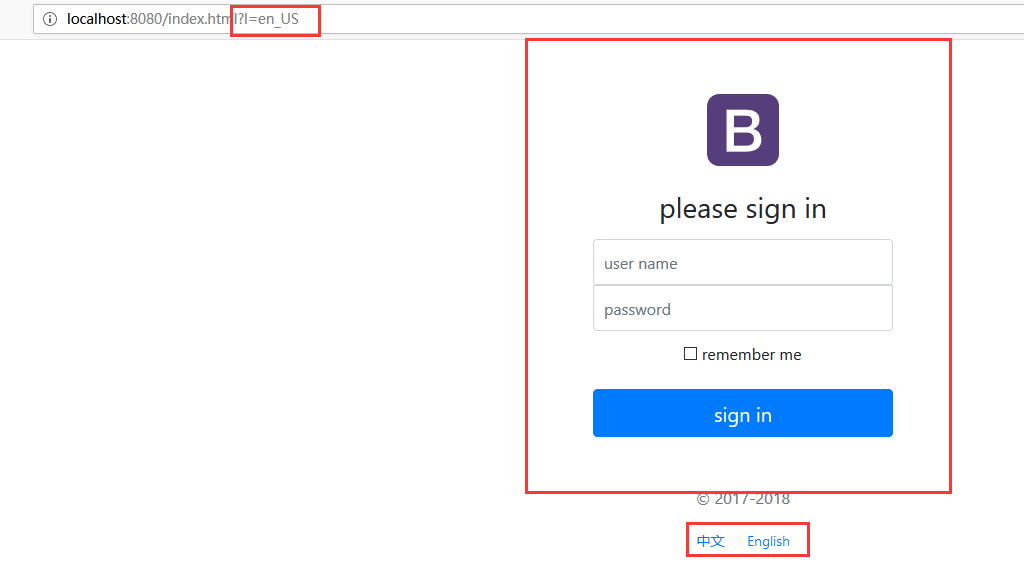 localhost:8080/index.html?l=en_US
B
please sign in
user name
password
remember me
sign in
© 2017-2018
中文 English